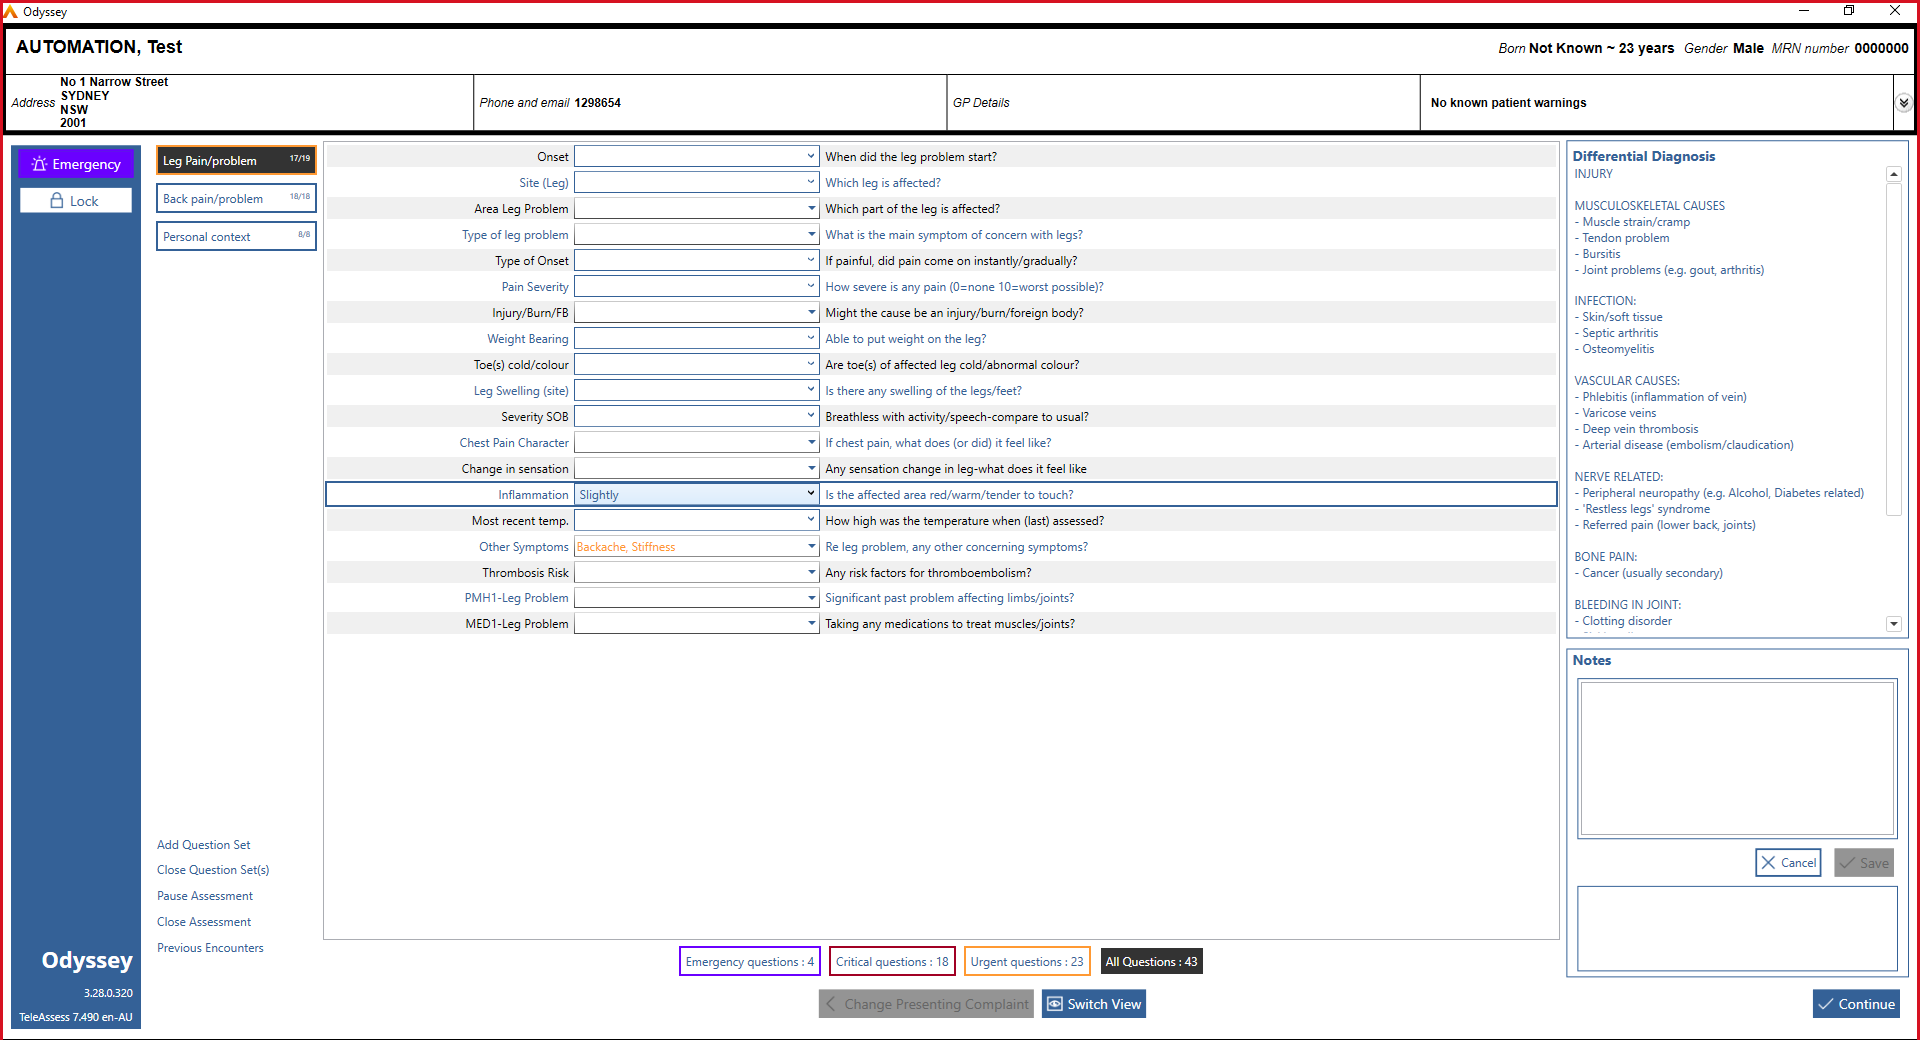 Odyssey
AUTOMATION, Test
Born Not Known ~ 23 years Gender Male MRN number 0000000
Address No 1 Narrow Street
SYDNEY
NSW
2001
Phone and email 1298654
GP Details
No known patient warnings
Emergency
Lock
Leg Pain/problem 17/19
Back pain/problem 18/18
Personal context 8/8
Onset When did the leg problem start?
Site (Leg) Which leg is affected?
Area Leg Problem Which part of the leg is affected?
Type of leg problem What is the main symptom of concern with legs?
Type of Onset If painful, did pain come on instantly/gradually?
Pain Severity How severe is any pain (0=none 10=worst possible)?
Injury/Burn/FB Might the cause be an injury/burn/foreign body?
Weight Bearing Able to put weight on the leg?
Toe(s) cold/colour Are toe(s) of affected leg cold/abnormal colour?
Leg Swelling (site) Is there any swelling of the legs/feet?
Severity SOB Breathless with activity/speech-compare to usual?
Chest Pain Character If chest pain, what does (or did) it feel like?
Change in sensation Any sensation change in leg-what does it feel like
Inflammation Slightly Is the affected area red/warm/tender to touch?
Most recent temp. How high was the temperature when (last) assessed?
Other Symptoms Backache, Stiffness Re leg problem, any other concerning symptoms?
Thrombosis Risk Any risk factors for thromboembolism?
PMH1-Leg Problem Significant past problem affecting limbs/joints?
MED1-Leg Problem Taking any medications to treat muscles/joints?
Differential Diagnosis
INJURY
MUSCULOSKELETAL CAUSES
- Muscle strain/cramp
- Tendon problem
- Bursitis
- Joint problems (e.g. gout, arthritis)
INFECTION:
- Skin/soft tissue
- Septic arthritis
- Osteomyelitis
VASCULAR CAUSES:
- Phlebitis (inflammation of vein)
- Varicose veins
- Deep vein thrombosis
- Arterial disease (embolism/claudication)
NERVE RELATED:
- Peripheral neuropathy (e.g. Alcohol, Diabetes related)
- 'Restless legs' syndrome
- Referred pain (lower back, joints)
BONE PAIN:
- Cancer (usually secondary)
BLEEDING IN JOINT:
- Clotting disorder
Notes
Cancel
Save
Add Question Set
Close Question Set(s)
Pause Assessment
Close Assessment
Previous Encounters
Odyssey
3.28.0.320
TeleAssess 7.490 en-AU
Emergency questions : 4
Critical questions : 18
Urgent questions : 23
All Questions : 43
Change Presenting Complaint
Switch View
Continue